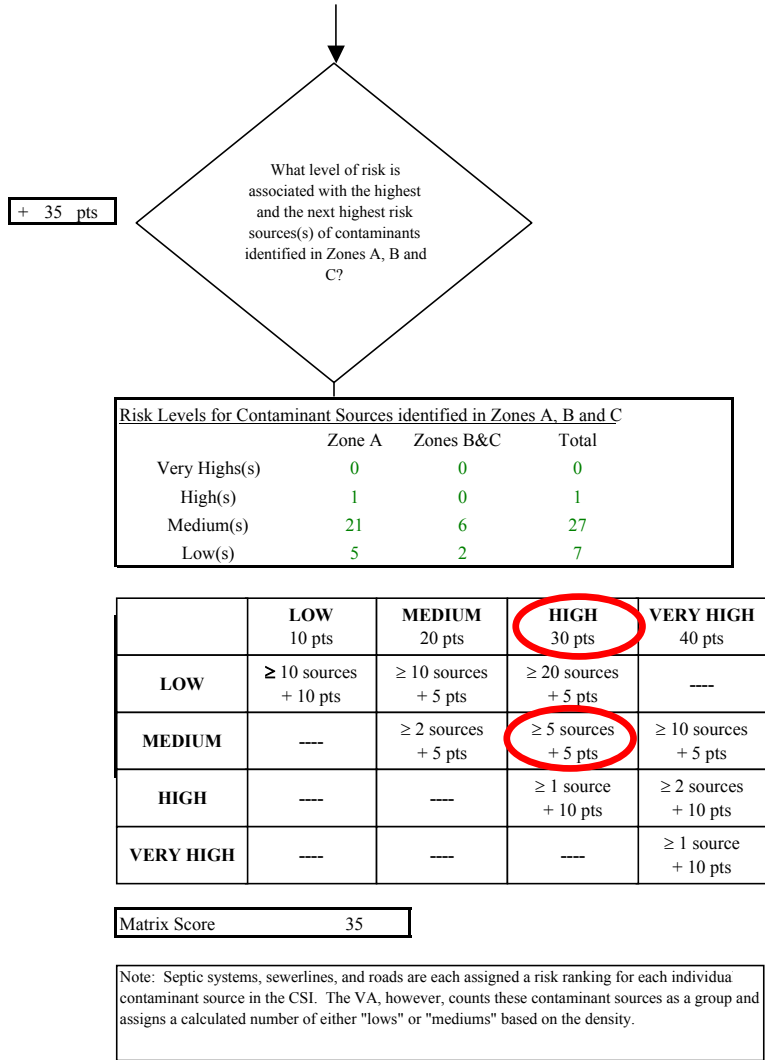 What level of risk is
associated with the highest
and the next highest risk
sources(s) of contaminants
identified in Zones A, B and
C?
+ 35 pts
Risk Levels for Contaminant Sources identified in Zones A, B and C
Zone A Zones B&C Total
Very Highs(s) 0 0 0
High(s) 1 0 1
Medium(s) 21 6 27
Low(s) 5 2 7
LOW MEDIUM HIGH VERY HIGH
10 pts 20 pts 30 pts 40 pts
LOW ≥ 10 sources ≥ 10 sources ≥ 20 sources ----
+ 10 pts + 5 pts + 5 pts
MEDIUM ---- ≥ 2 sources ≥ 5 sources ≥ 10 sources
+ 5 pts + 5 pts + 5 pts
HIGH ---- ---- ≥ 1 source ≥ 2 sources
+ 10 pts + 10 pts
VERY HIGH ---- ---- ---- ≥ 1 source
+ 10 pts
Matrix Score 35
Note: Septic systems, sewerlines, and roads are each assigned a risk ranking for each individua
contaminant source in the CSI. The VA, however, counts these contaminant sources as a group and
assigns a calculated number of either "lows" or "mediums" based on the density.